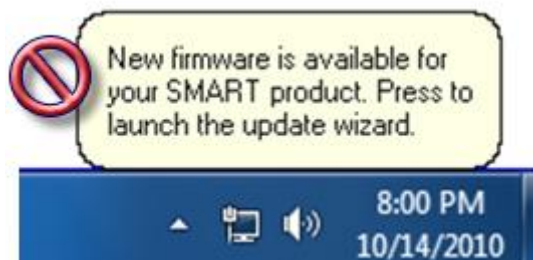 New firmware is available for
your SMART product. Press to
launch the update wizard.
8:00 PM
10/14/2010